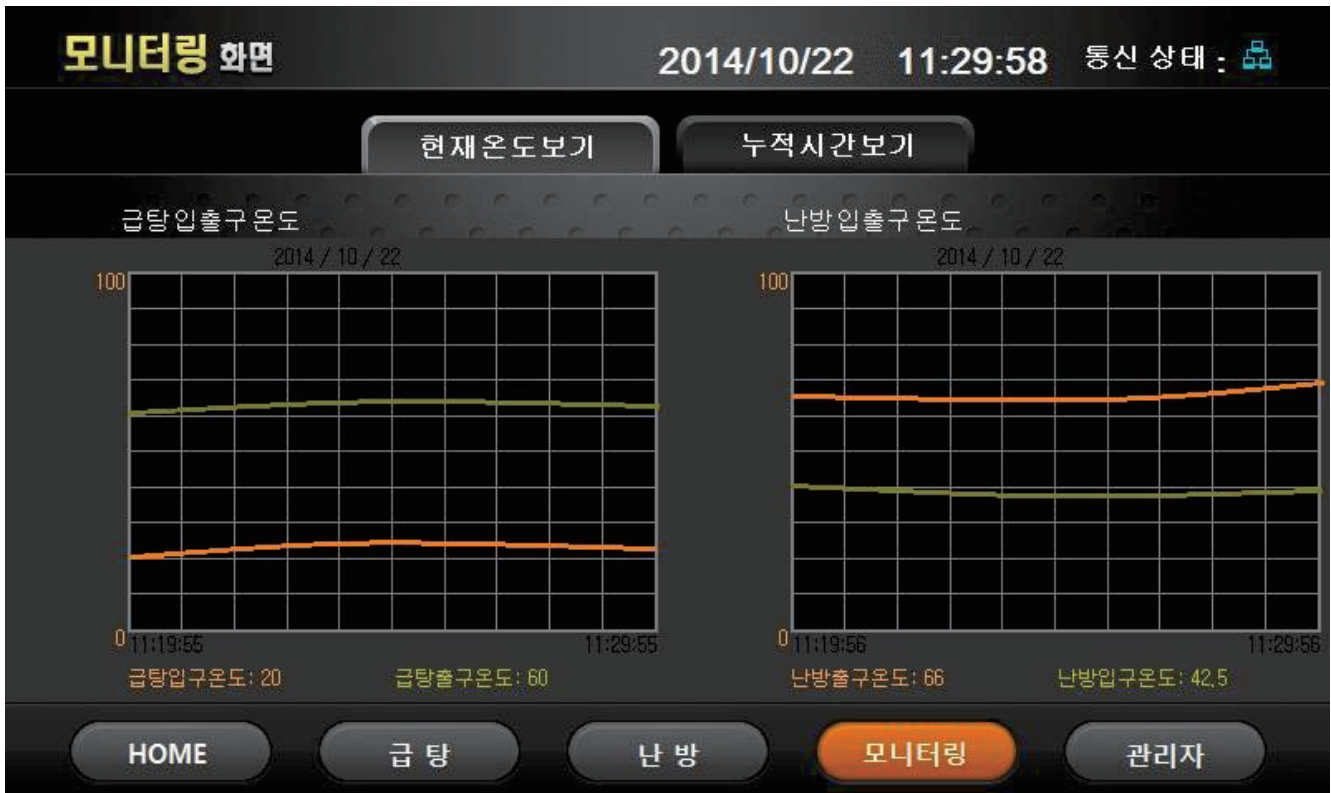 모니터링 화면
2014/10/22 11:29:58 통신 상태 :
현재온도보기 누적시간보기
급탕입출구온도
2014 / 10 / 22
100
0
11:19:55 11:29:55
급탕입구온도: 20 급탕출구온도: 60
난방입출구온도
2014 / 10 / 22
100
0
11:19:56 11:29:56
난방출구온도: 66 난방입구온도: 42.5
HOME 급 탕 난 방 모니터링 관리자